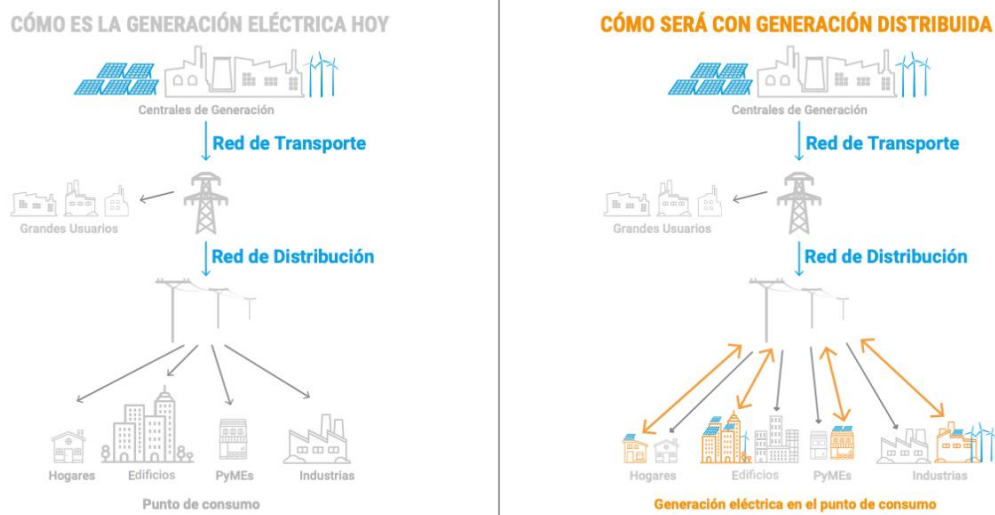 CÓMO ES LA GENERACIÓN ELÉCTRICA HOY
Centrales de Generación
Red de Transporte
Grandes Usuarios
Red de Distribución
Hogares
Edificios
PyMEs
Industrias
Punto de consumo
CÓMO SERÁ CON GENERACIÓN DISTRIBUIDA
Centrales de Generación
Red de Transporte
Grandes Usuarios
Red de Distribución
Hogares
Edificios
PyMEs
Industrias
Generación eléctrica en el punto de consumo